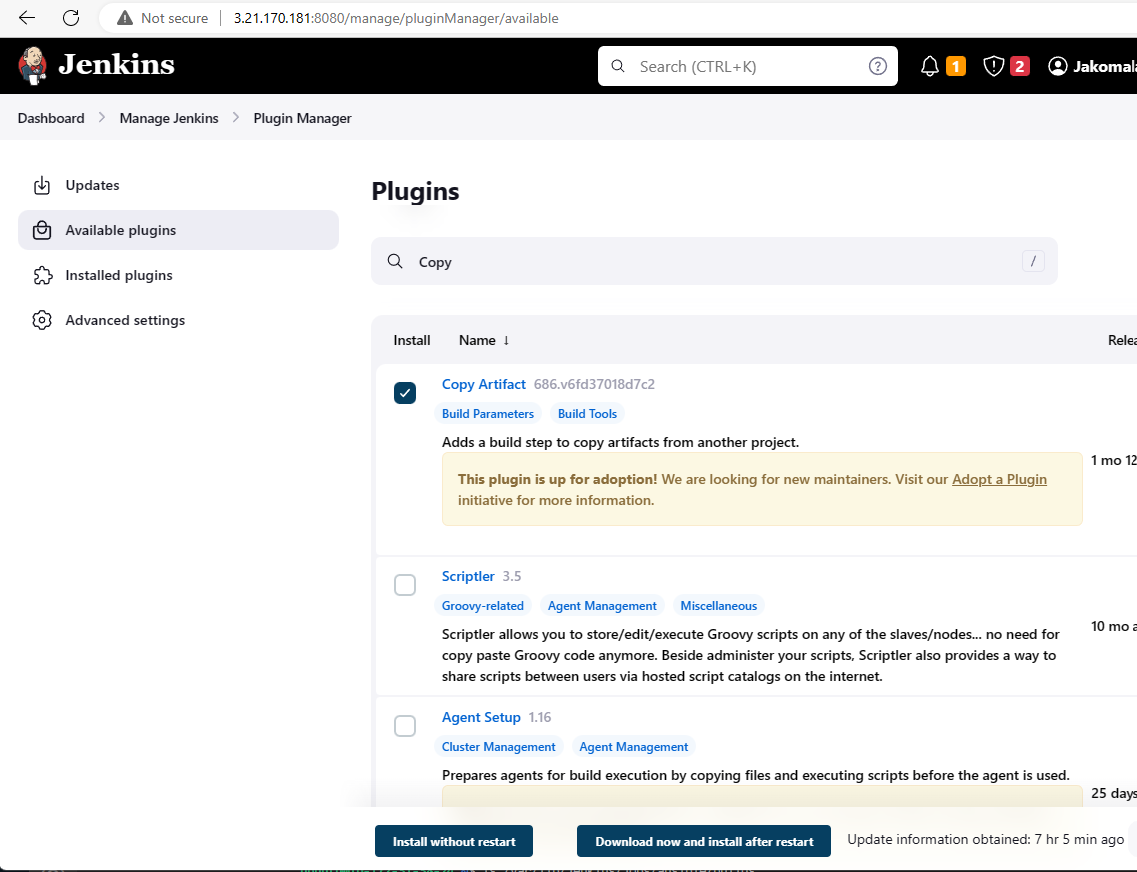 Not secure 3.21.170.181:8080/manage/pluginManager/available
Jenkins Search (CTRL+K) ? 1 2 Jakomal
Dashboard Manage Jenkins Plugin Manager
Updates
Available plugins
Installed plugins
Advanced settings
Plugins
Copy /
Install Name ↓ Relea
Copy Artifact 686.v6fd37018d7c2
Build Parameters Build Tools
Adds a build step to copy artifacts from another project.
1 mo 12
This plugin is up for adoption! We are looking for new maintainers. Visit our Adopt a Plugin
initiative for more information.
Scriptler 3.5
Groovy-related Agent Management Miscellaneous
10 mo a
Scriptler allows you to store/edit/execute Groovy scripts on any of the slaves/nodes... no need for
copy paste Groovy code anymore. Beside administer your scripts, Scriptler also provides a way to
share scripts between users via hosted script catalogs on the internet.
Agent Setup 1.16
Cluster Management Agent Management
Prepares agents for build execution by copying files and executing scripts before the agent is used.
25 days
Install without restart Download now and install after restart Update information obtained: 7 hr 5 min ago